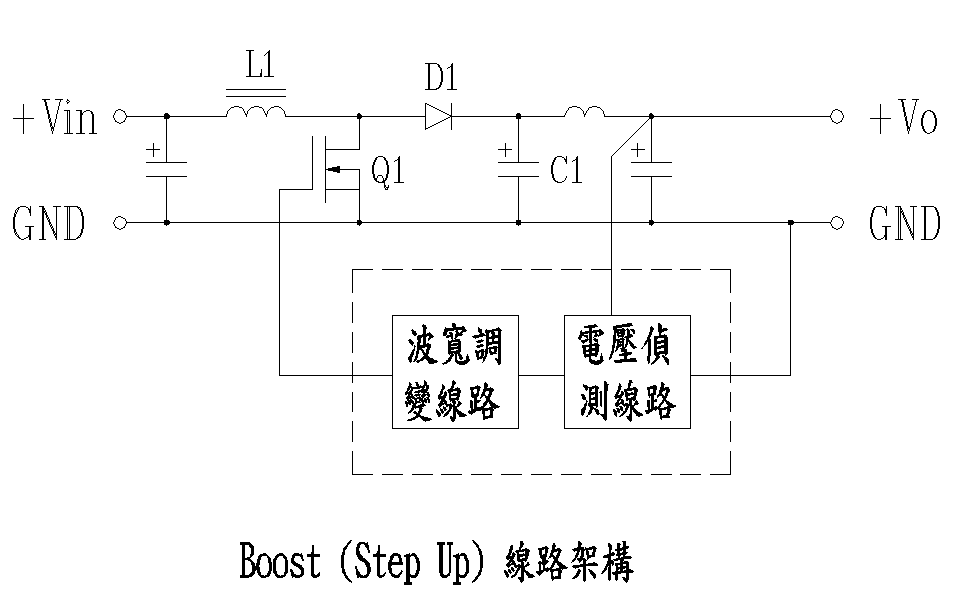 L1
D1
+Vin
+Vo
+
+
+
Q1
C1
GND
GND
波寬調
變線路
電壓偵
測線路
Boost (Step Up) 線路架構